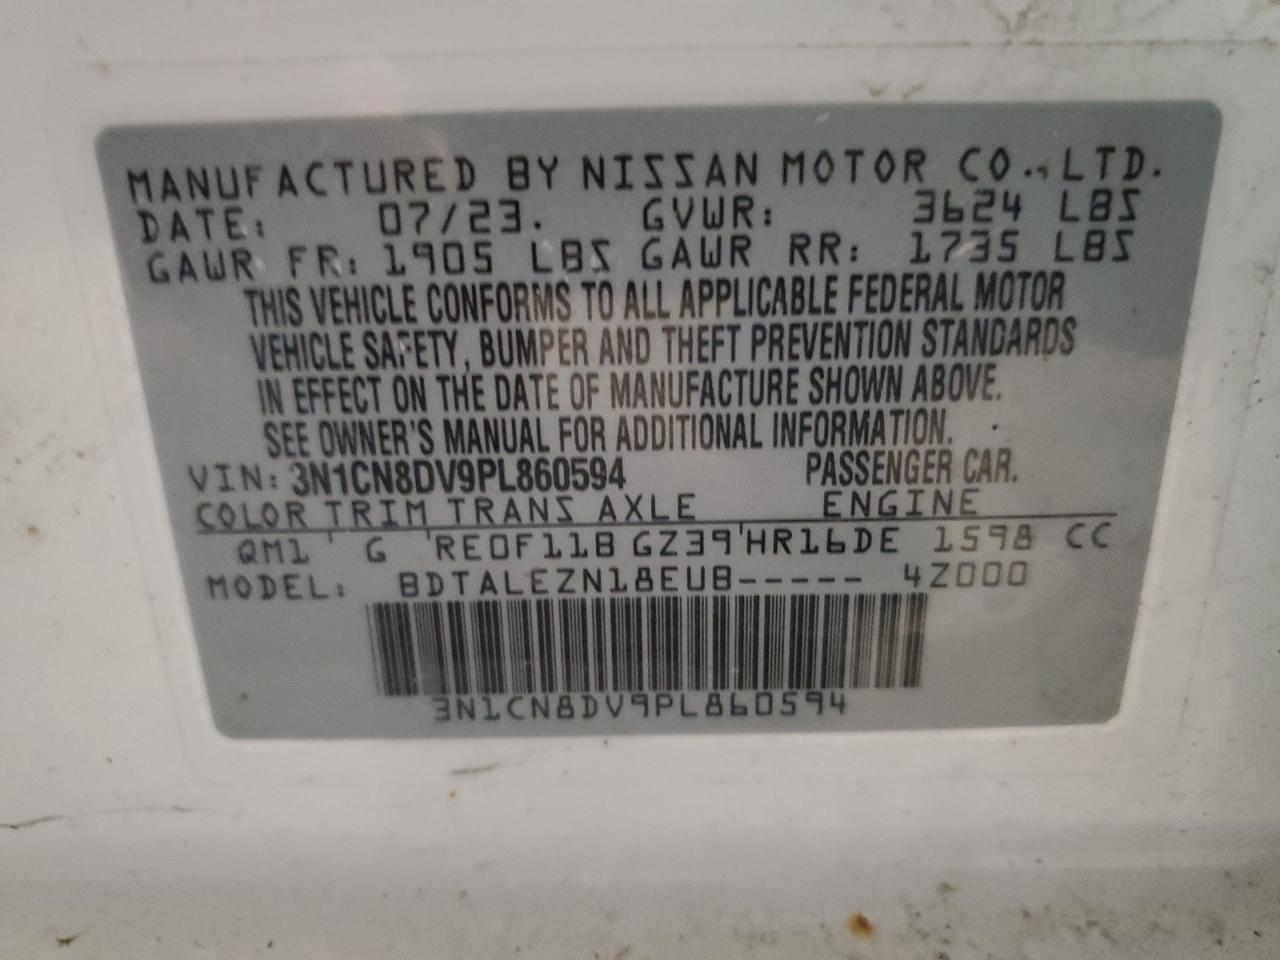 MANUFACTURED BY NISSAN MOTOR CO., LTD.
DATE: 07/23. GVWR: 3624 LBS
GAWR FR: 1905 LBS GAWR RR: 1735 LBS
THIS VEHICLE CONFORMS TO ALL APPLICABLE FEDERAL MOTOR
VEHICLE SAFETY, BUMPER AND THEFT PREVENTION STANDARDS
IN EFFECT ON THE DATE OF MANUFACTURE SHOWN ABOVE.
SEE OWNER'S MANUAL FOR ADDITIONAL INFORMATION.
VIN: 3N1CN8DV9PL860594 PASSENGER CAR.
COLOR TRIM TRANS AXLE ENGINE
QM1 ' G 'RE0F11B GZ39'HR16DE 1598 CC
MODEL: BDTALEZN18EUB----- 4Z000
3N1CN8DV9PL860594